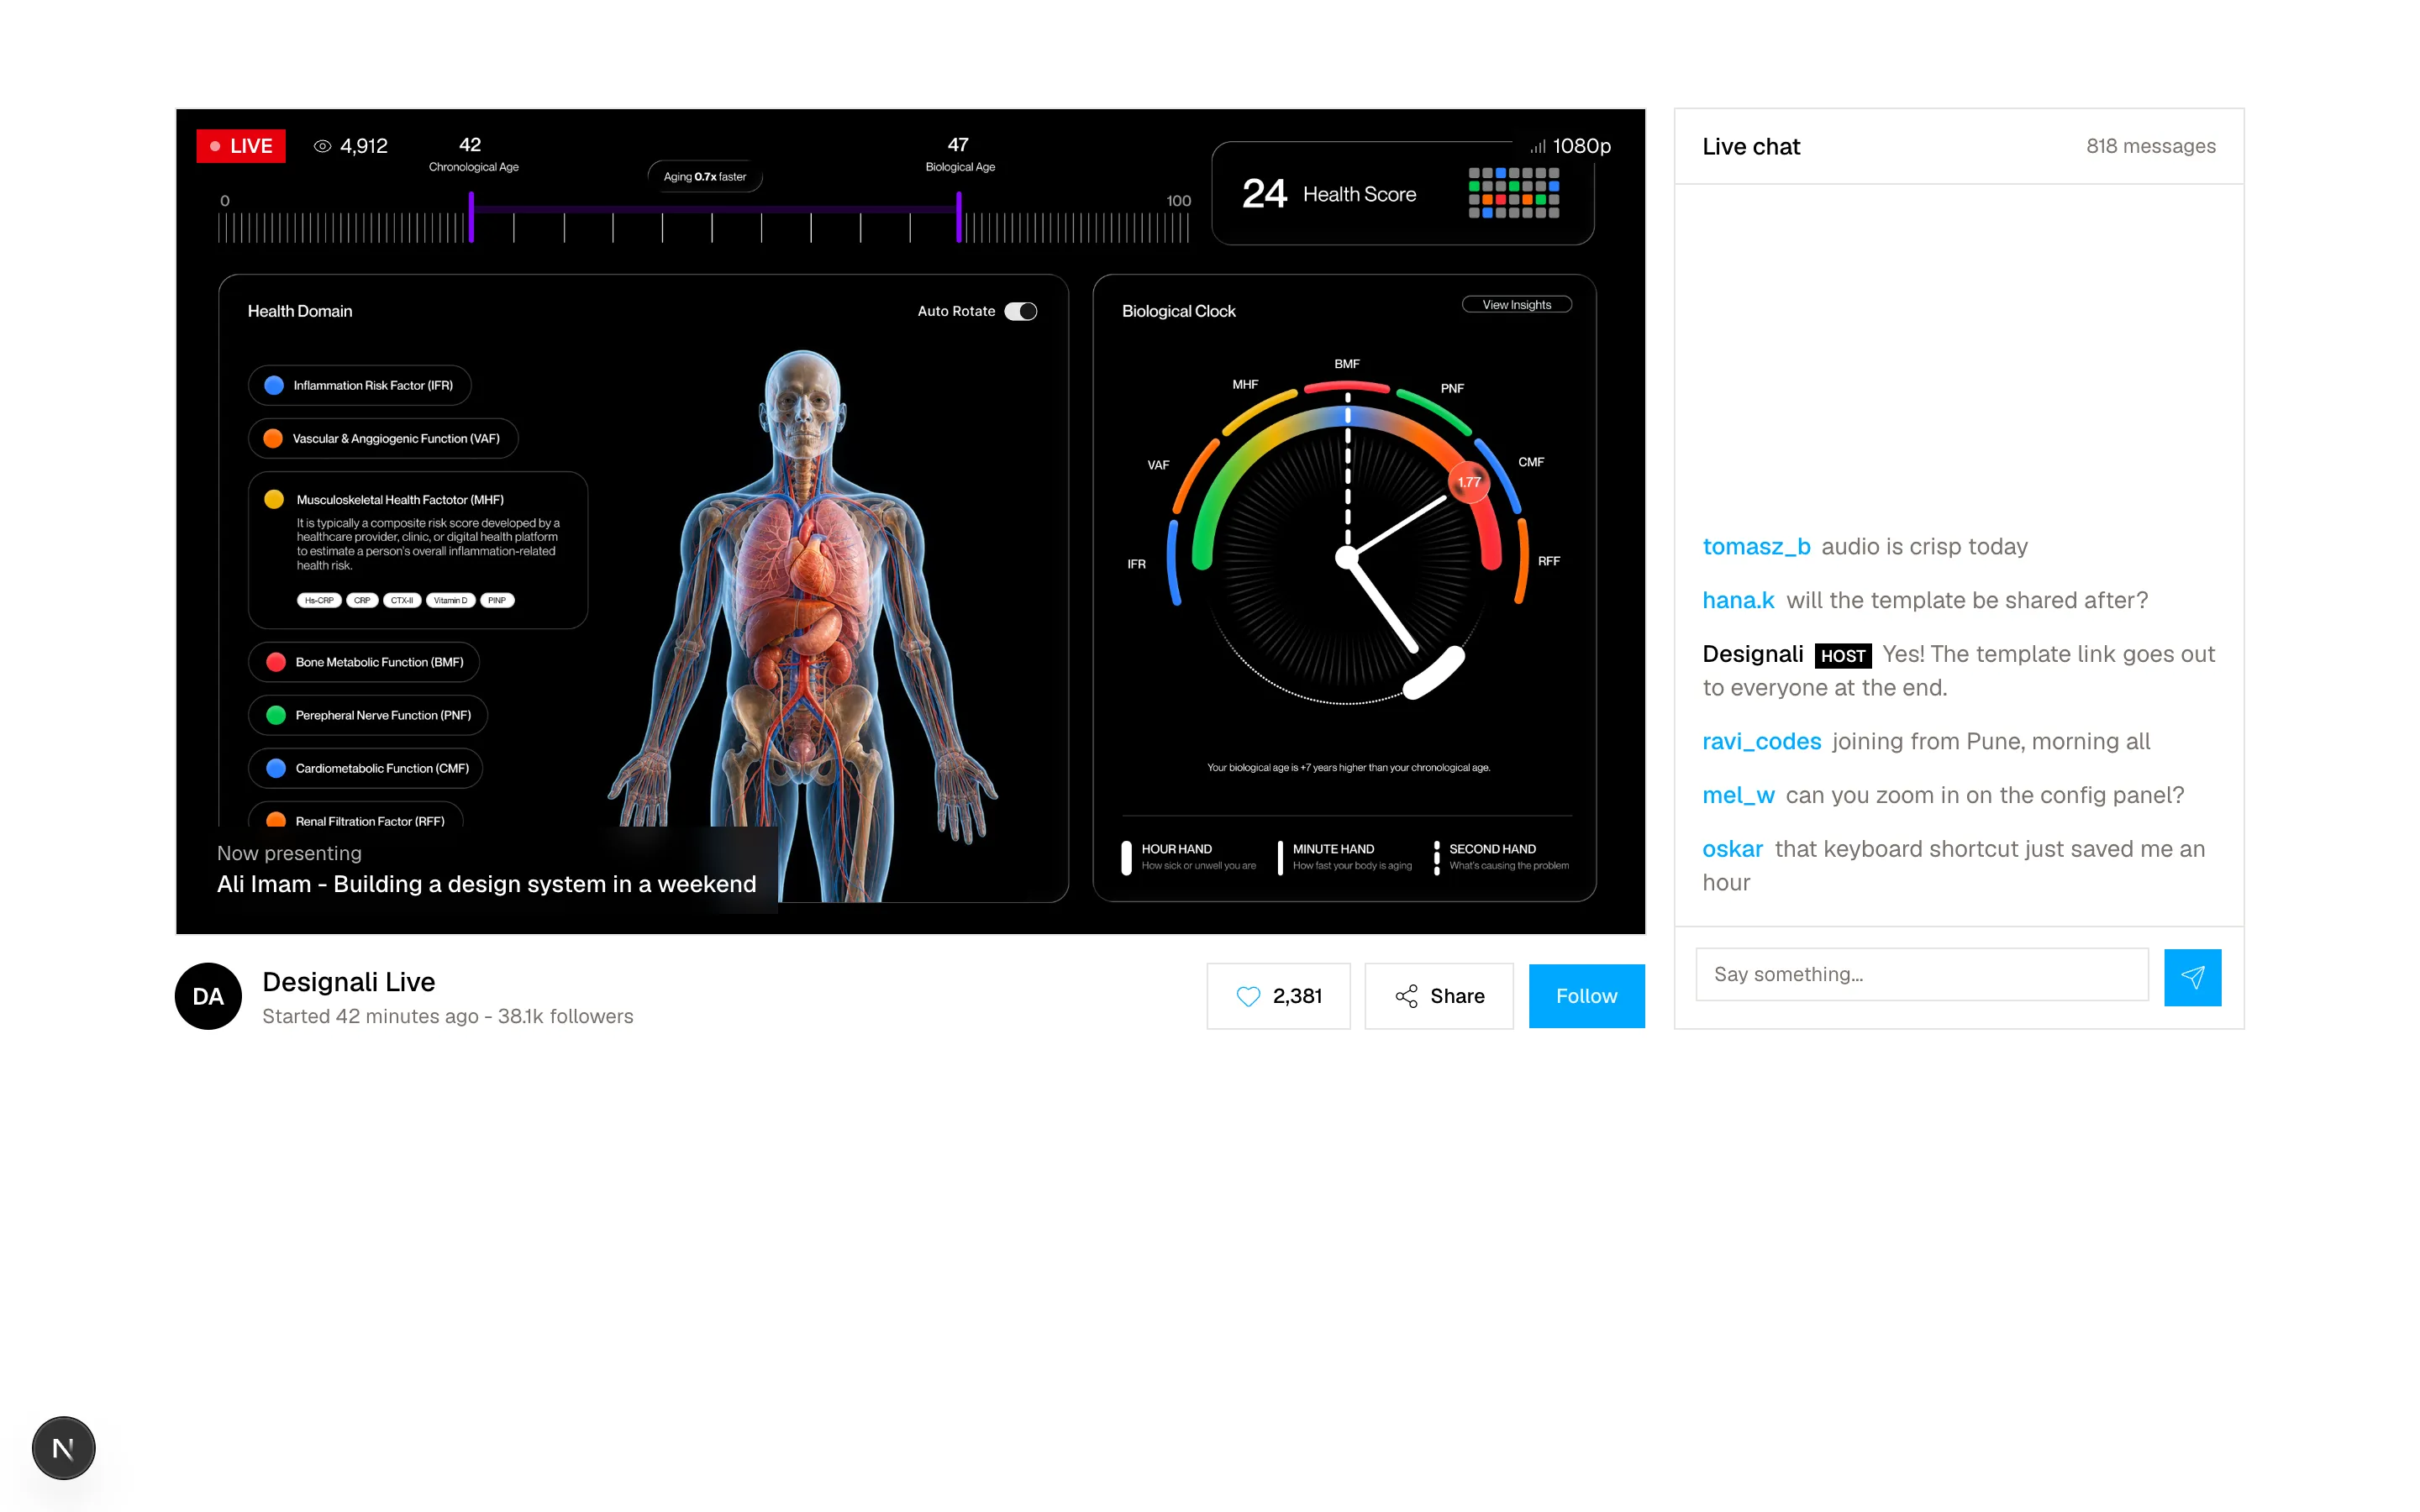 LIVE
4,912
42
Chronological Age
47
Biological Age
Aging 0.7x faster
0
100
1080p
24 Health Score
Health Domain
Auto Rotate
Inflammation Risk Factor (IFR)
Vascular & Anggiogenic Function (VAF)
Musculoskeletal Health Factotor (MHF)
It is typically a composite risk score developed by a
healthcare provider, clinic, or digital health platform
to estimate a person's overall inflammation-related
health risk.
Hs-CRP CRP CTX-II Vitamin D PINP
Bone Metabolic Function (BMF)
Perepheral Nerve Function (PNF)
Cardiometabolic Function (CMF)
Renal Filtration Factor (RFF)
Now presenting
Ali Imam - Building a design system in a weekend
Biological Clock
View Insights
BMF
MHF
PNF
VAF
CMF
1.77
IFR
RFF
Your biological age is +7 years higher than your chronological age.
HOUR HAND
How sick or unwell you are
MINUTE HAND
How fast your body is aging
SECOND HAND
What's causing the problem
DA
Designali Live
Started 42 minutes ago - 38.1k followers
2,381
Share
Follow
Live chat
818 messages
tomasz_b audio is crisp today
hana.k will the template be shared after?
Designali HOST Yes! The template link goes out
to everyone at the end.
ravi_codes joining from Pune, morning all
mel_w can you zoom in on the config panel?
oskar that keyboard shortcut just saved me an
hour
Say something...
N